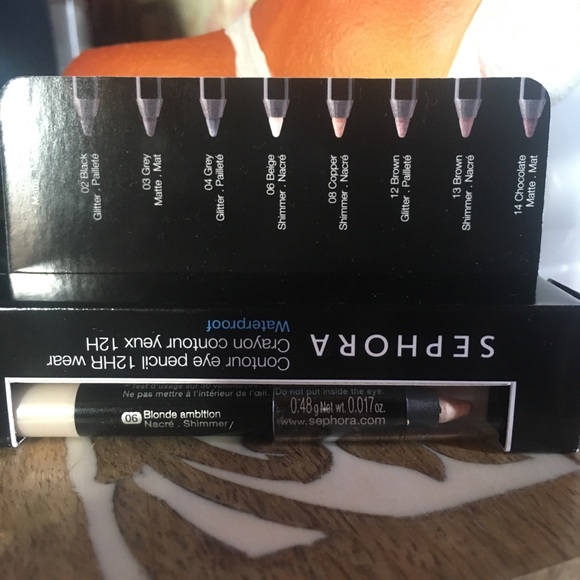 02 Black
Glitter . Pailleté
03 Grey
Matte . Mat
04 Grey
Glitter . Pailleté
06 Beige
Shimmer . Nacré
08 Copper
Shimmer . Nacré
12 Brown
Glitter . Pailleté
13 Brown
Shimmer . Nacré
14 Chocolate
Matte . Mat
SEPHORA
Contour eye pencil 12HR wear
Crayon contour yeux 12H
Waterproof
Ne pas mettre à l'intérieur de l'œil. Do not put inside the eye.
06 Blonde ambition
Nacré . Shimmer
0.48 g Net wt. 0.017 oz.
www.sephora.com